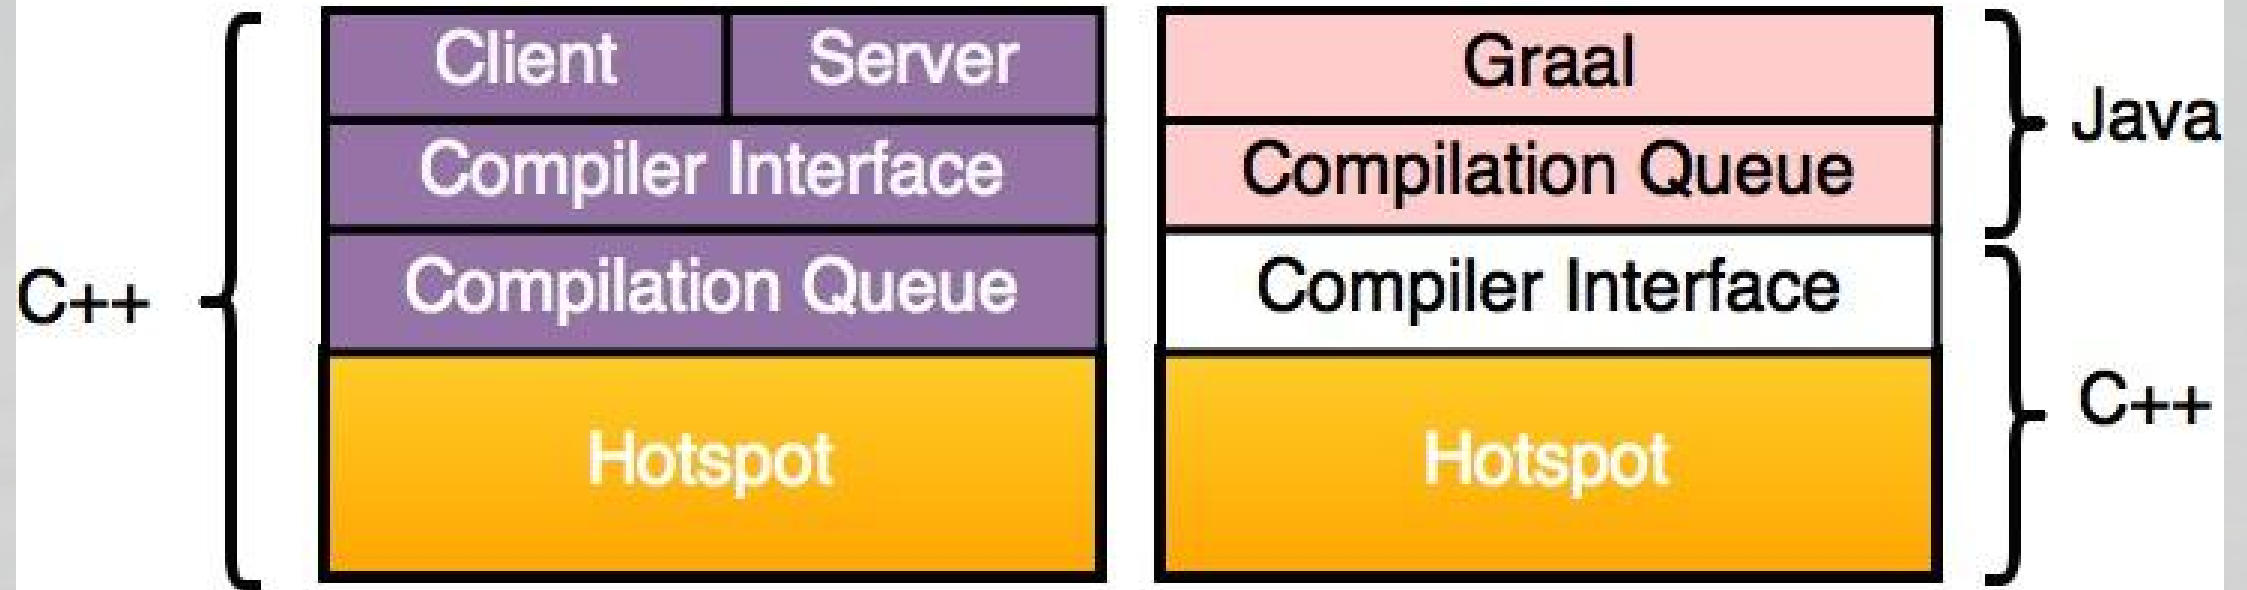 C++
Client
Server
Compiler Interface
Compilation Queue
Hotspot
Graal
Compilation Queue
Compiler Interface
Hotspot
Java
C++